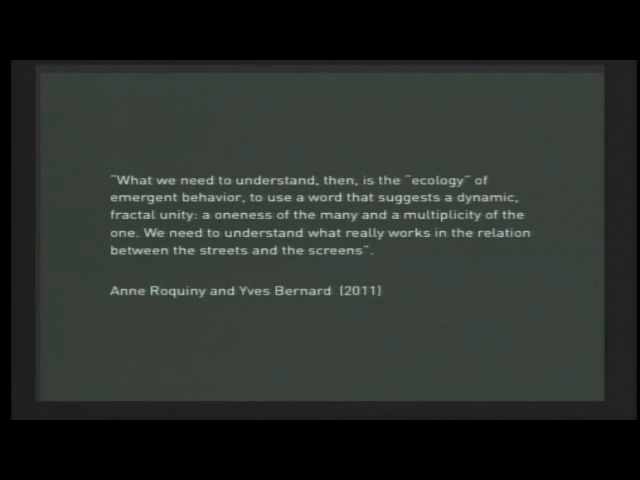 "What we need to understand, then, is the "ecology" of
emergent behavior, to use a word that suggests a dynamic,
fractal unity: a oneness of the many and a multiplicity of the
one. We need to understand what really works in the relation
between the streets and the screens".
Anne Roquiny and Yves Bernard (2011)